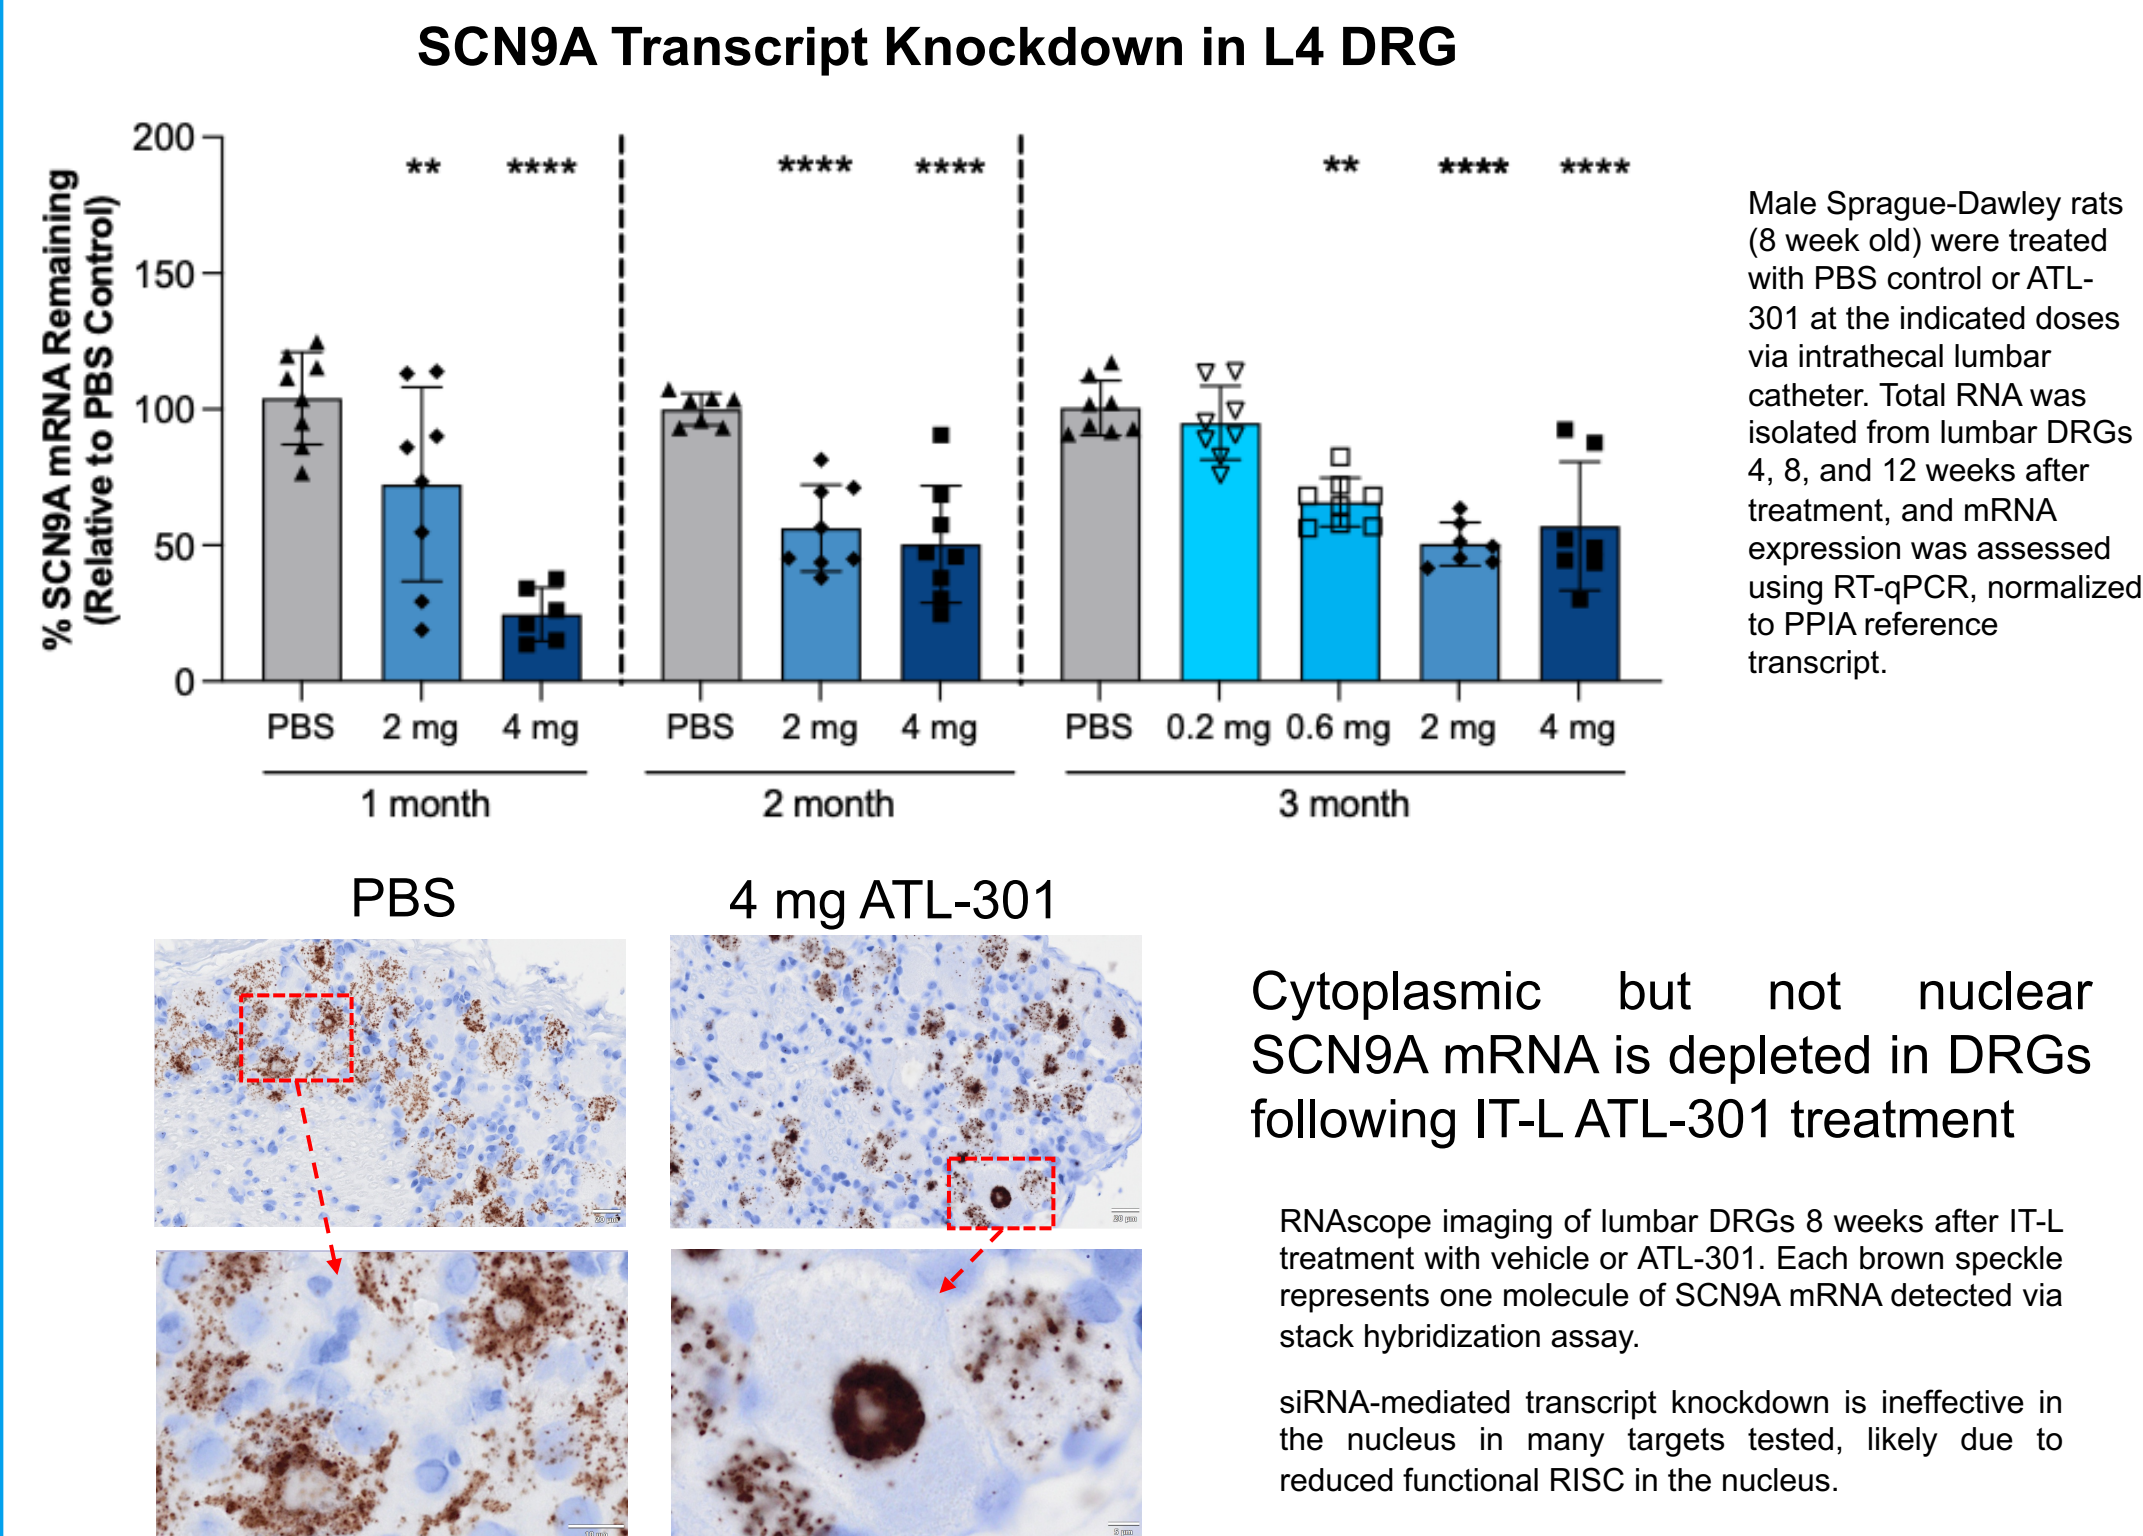 SCN9A Transcript Knockdown in L4 DRG
% SCN9A mRNA Remaining
(Relative to PBS Control)
200
150
100
50
0
** **** **** **** ** **** ****
PBS 2 mg 4 mg PBS 2 mg 4 mg PBS 0.2 mg 0.6 mg 2 mg 4 mg
1 month 2 month 3 month
Male Sprague-Dawley rats
(8 week old) were treated
with PBS control or ATL-
301 at the indicated doses
via intrathecal lumbar
catheter. Total RNA was
isolated from lumbar DRGs
4, 8, and 12 weeks after
treatment, and mRNA
expression was assessed
using RT-qPCR, normalized
to PPIA reference
transcript.
PBS
4 mg ATL-301
20 µm
20 µm
10 µm
5 µm
Cytoplasmic but not nuclear
SCN9A mRNA is depleted in DRGs
following IT-L ATL-301 treatment
RNAscope imaging of lumbar DRGs 8 weeks after IT-L
treatment with vehicle or ATL-301. Each brown speckle
represents one molecule of SCN9A mRNA detected via
stack hybridization assay.
siRNA-mediated transcript knockdown is ineffective in
the nucleus in many targets tested, likely due to
reduced functional RISC in the nucleus.